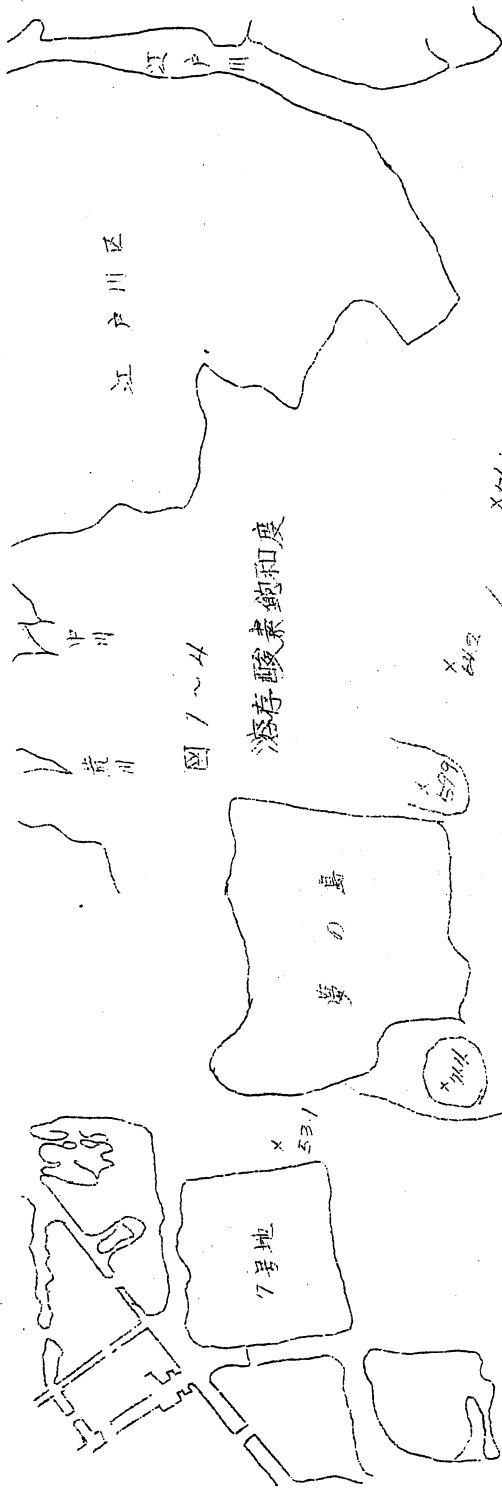 江戸川
江戸川区
中川
荒川
図1〜4
溶存酸素飽和度
夢の島
7号地
×
53.1
×
59.9
×
64.2
×